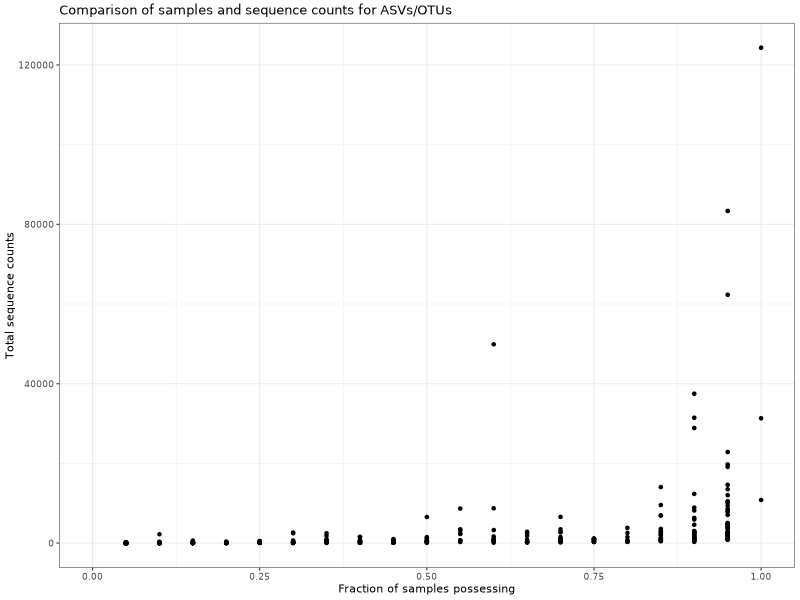 Comparison of samples and sequence counts for ASVs/OTUs
120000
80000
40000
0
Total sequence counts
0.00 0.25 0.50 0.75 1.00
Fraction of samples possessing